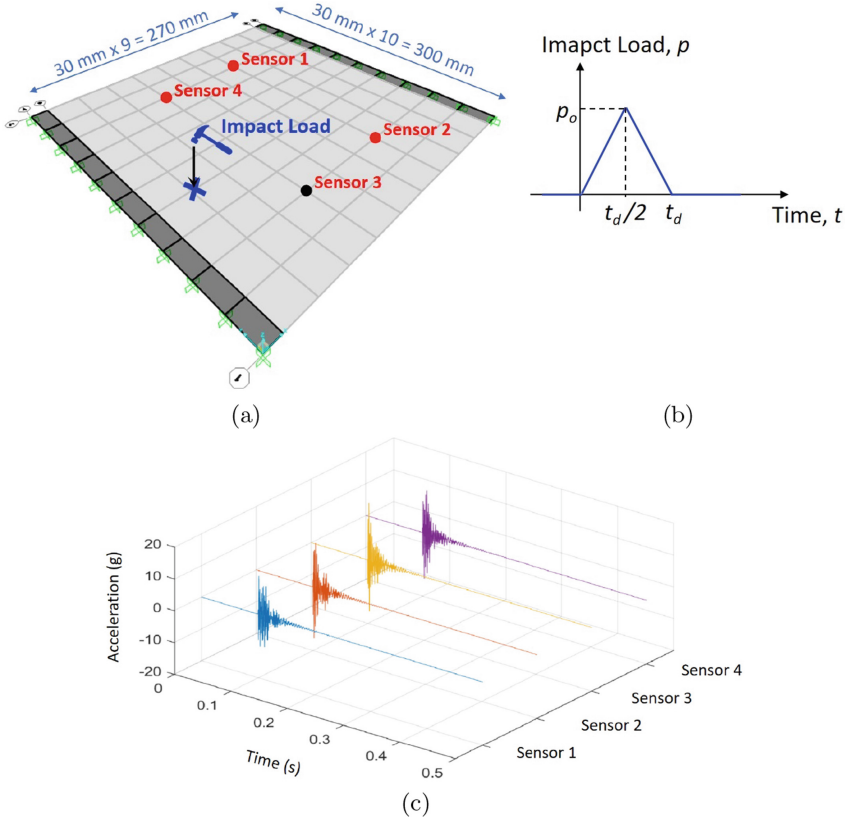 30 mm x 9 = 270 mm
30 mm x 10 = 300 mm
Sensor 1
Sensor 4
Impact Load
Sensor 2
Sensor 3
(a)
Imapct Load, p
pₒ
t_d/2
t_d
Time, t
(b)
Acceleration (g)
20
10
0
-10
-20
0
0.1
0.2
0.3
0.4
0.5
Time (s)
Sensor 1
Sensor 2
Sensor 3
Sensor 4
(c)